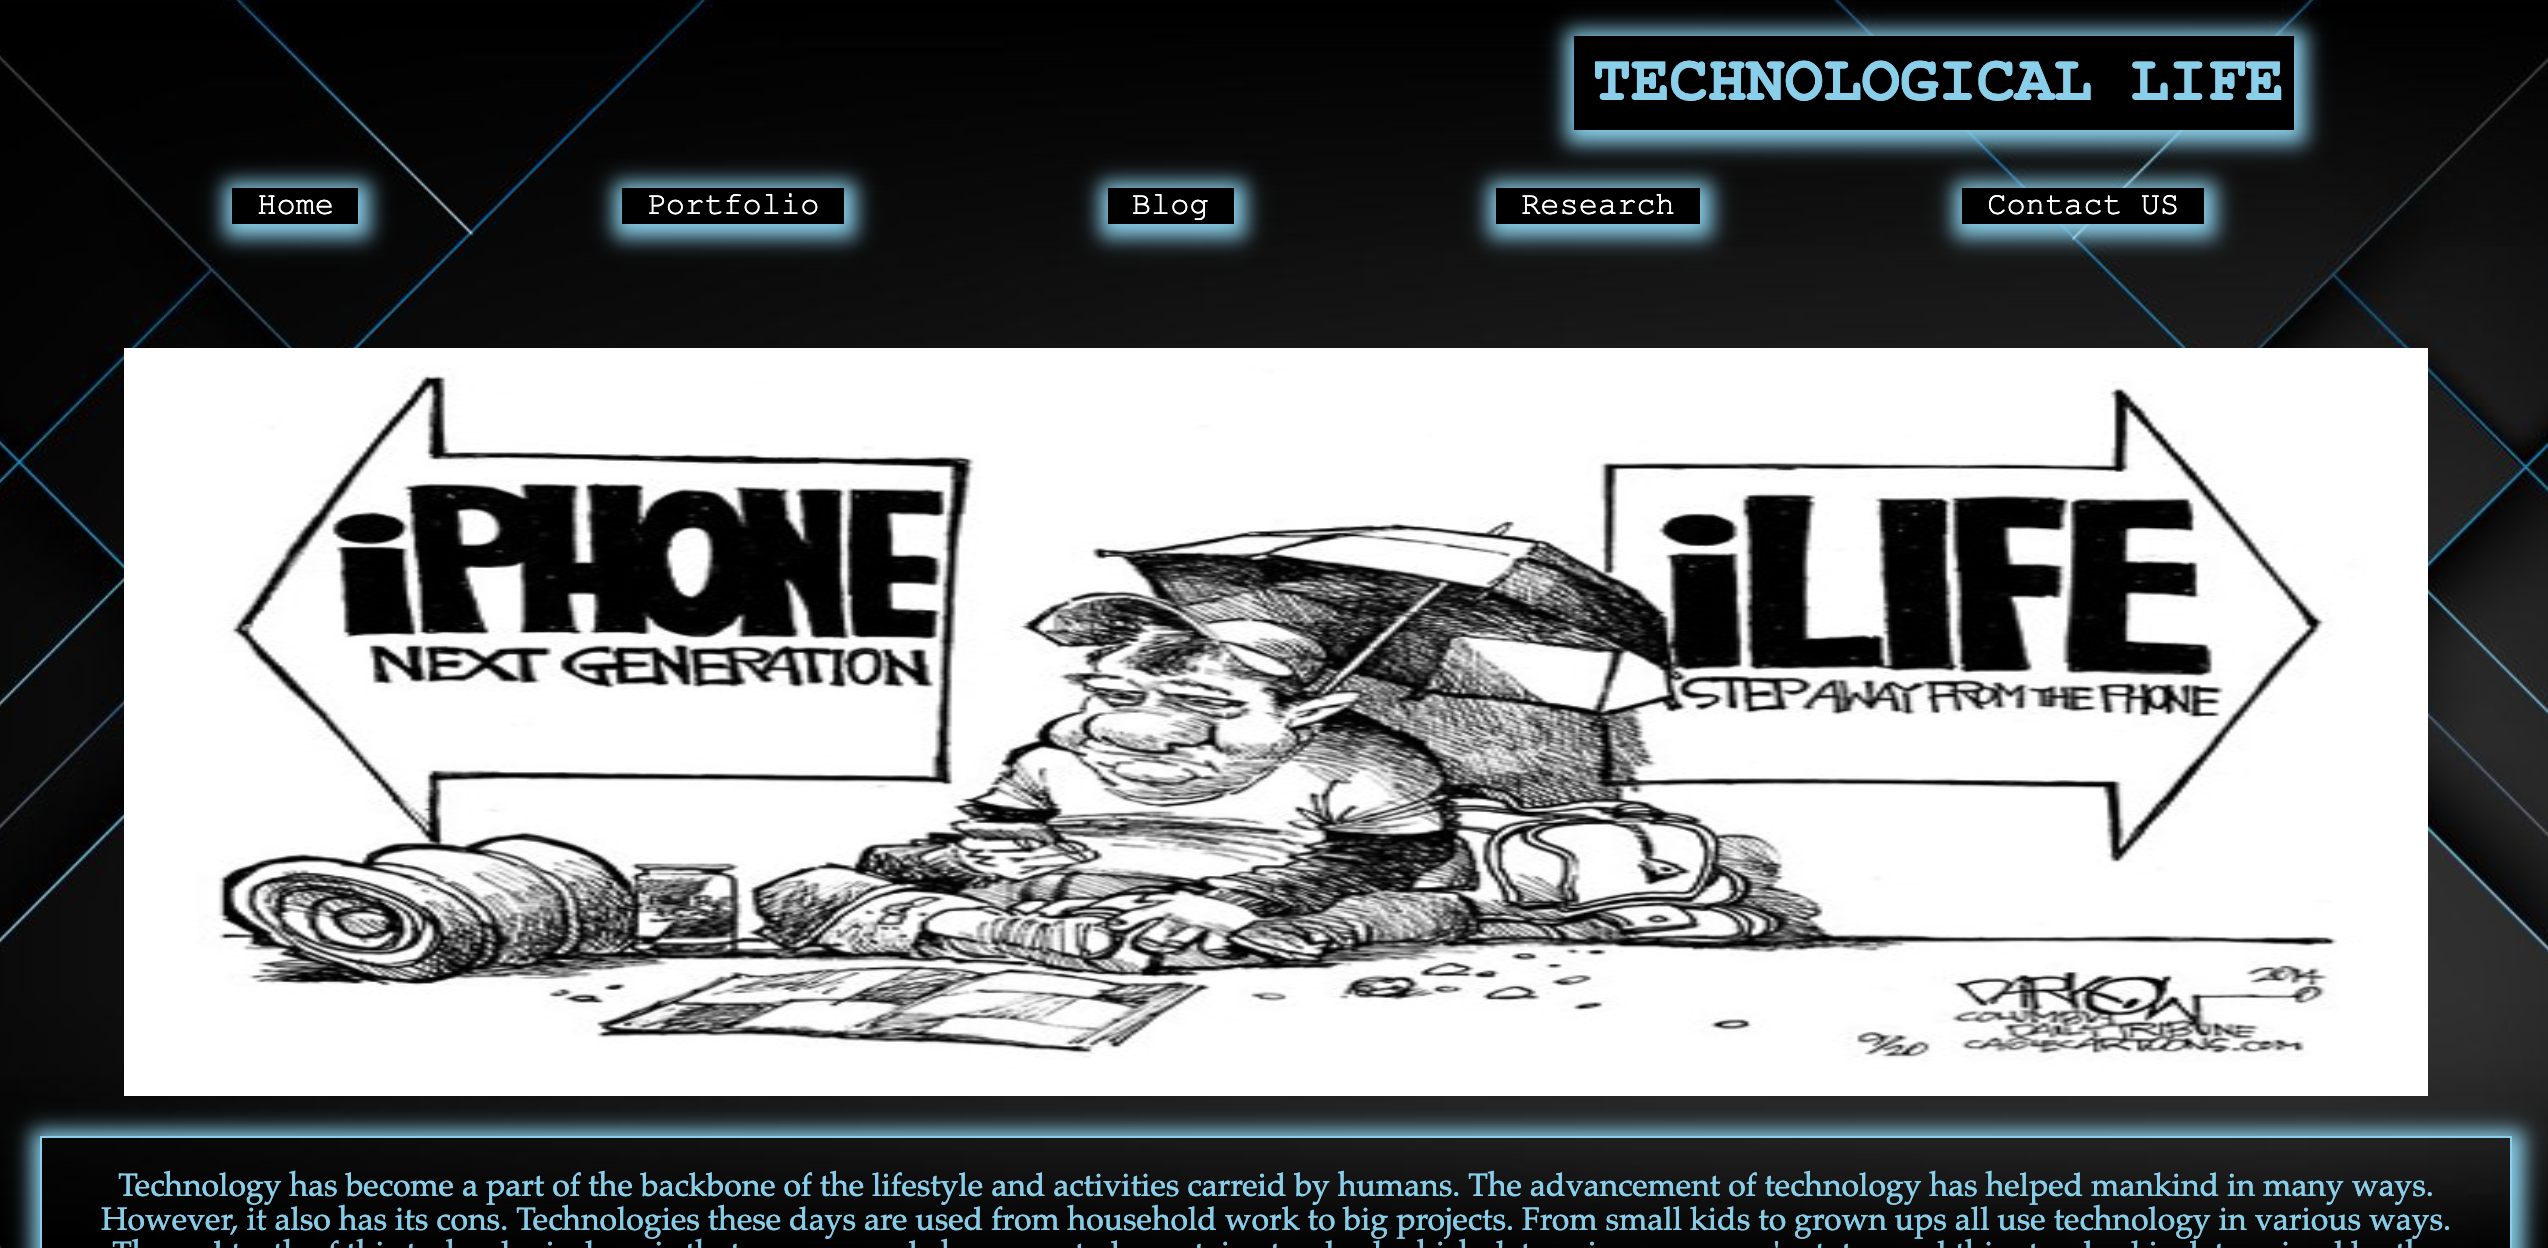 TECHNOLOGICAL LIFE
Home Portfolio Blog Research Contact US
iPHONE
NEXT GENERATION
iLIFE
STEP AWAY FROM THE PHONE
DARKOW 2014
COLUMBIA
DAILY TRIBUNE
9/20 CAGLECARTOONS.COM
Technology has become a part of the backbone of the lifestyle and activities carreid by humans. The advancement of technology has helped mankind in many ways.
However, it also has its cons. Technologies these days are used from household work to big projects. From small kids to grown ups all use technology in various ways.